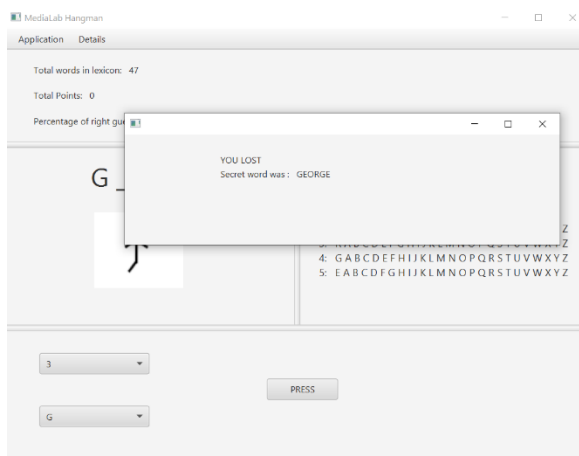 MediaLab Hangman
Application Details
Total words in lexicon: 47
Total Points: 0
Percentage of right gu
YOU LOST
Secret word was : GEORGE
G _
Z
Z
4: G A B C D E F H I J K L M N O P Q R S T U V W X Y Z
5: E A B C D F G H I J K L M N O P Q R S T U V W X Y Z
3
PRESS
G